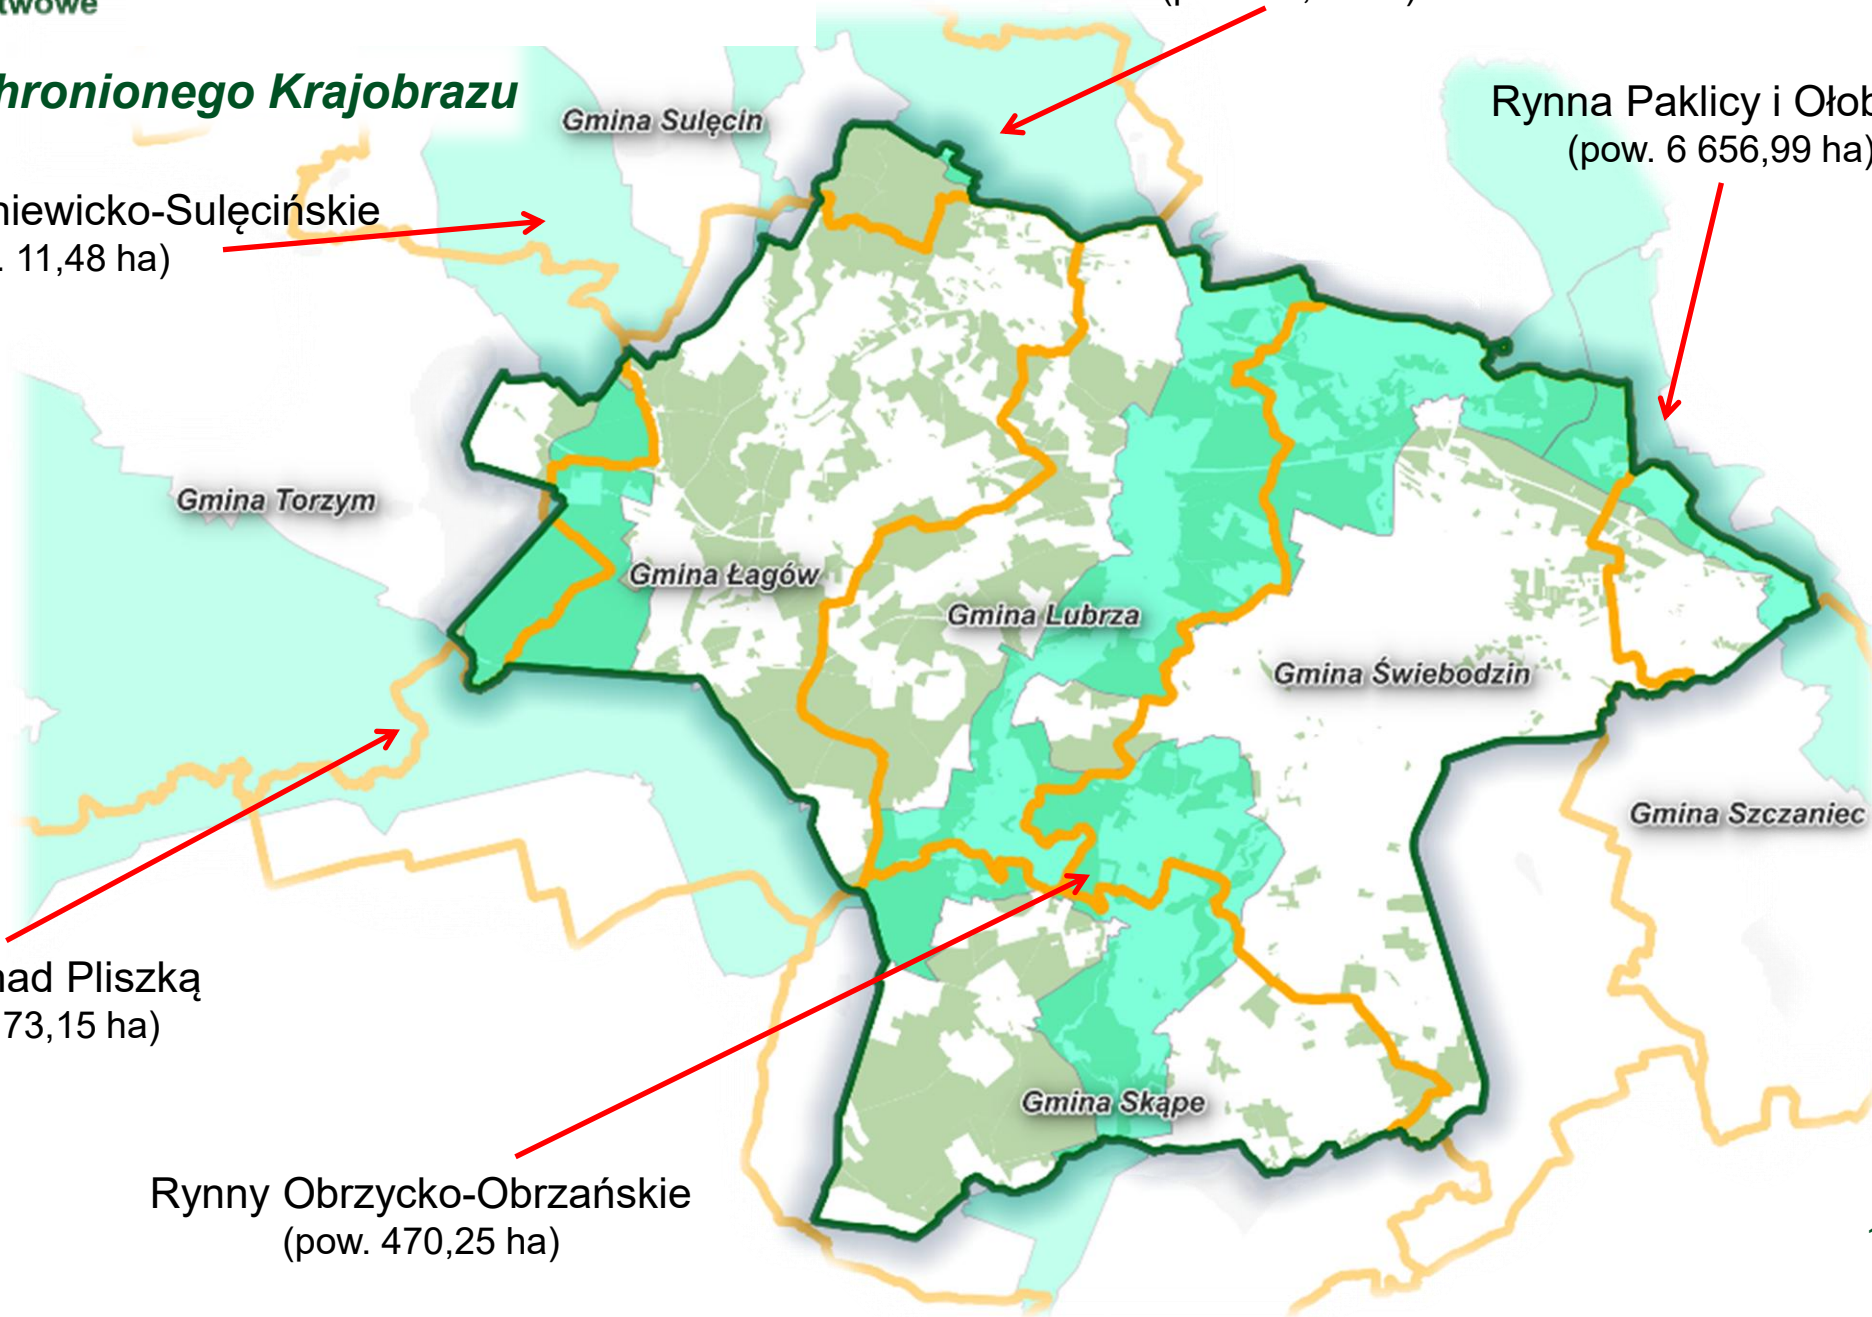 hronionego Krajobrazu
Gmina Sulęcin
Rynna Paklicy i Ołob
(pow. 6 656,99 ha)
niewicko-Sulęcińskie
. 11,48 ha)
Gmina Torzym
Gmina Łagów
Gmina Lubrza
Gmina Świebodzin
Gmina Szczaniec
nad Pliszką
73,15 ha)
Gmina Skąpe
Rynny Obrzycko-Obrzańskie
(pow. 470,25 ha)